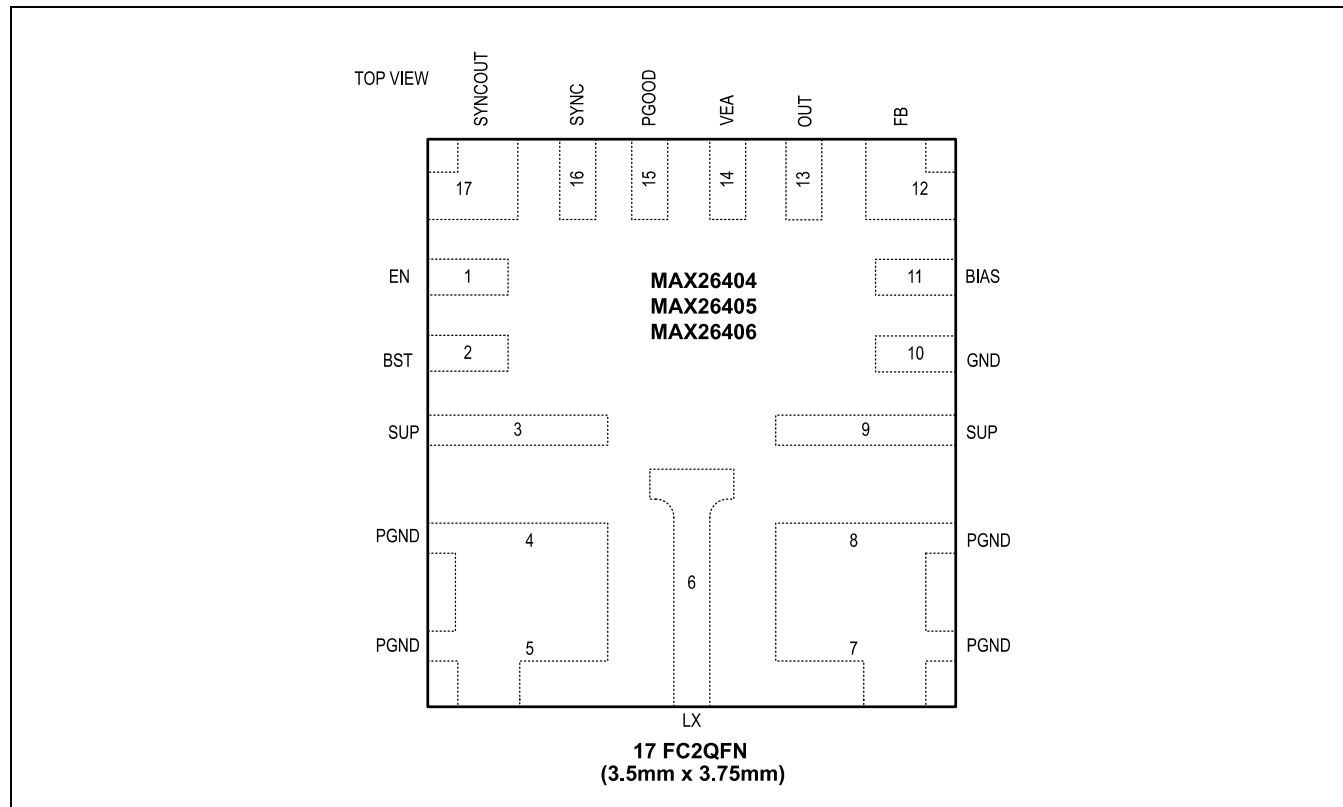 TOP VIEW
SYNCOUT
SYNC
PGOOD
VEA
OUT
FB
17
16
15
14
13
12
EN
1
MAX26404
MAX26405
MAX26406
11
BIAS
BST
2
10
GND
SUP
3
9
SUP
PGND
4
8
PGND
6
PGND
5
7
PGND
LX
17 FC2QFN
(3.5mm x 3.75mm)